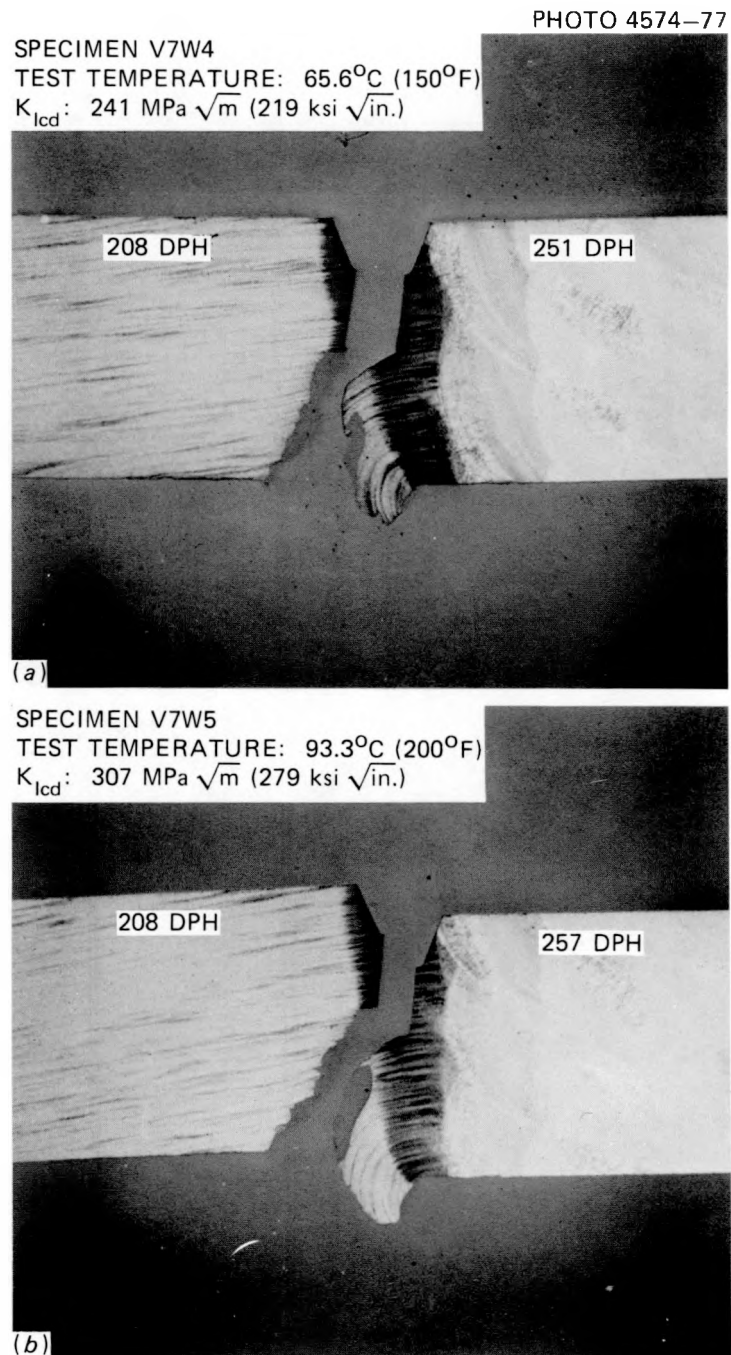 PHOTO 4574–77
SPECIMEN V7W4
TEST TEMPERATURE: 65.6°C (150°F)
K_Icd: 241 MPa √m (219 ksi √in.)
208 DPH
251 DPH
(a)
SPECIMEN V7W5
TEST TEMPERATURE: 93.3°C (200°F)
K_Icd: 307 MPa √m (279 ksi √in.)
208 DPH
257 DPH
(b)